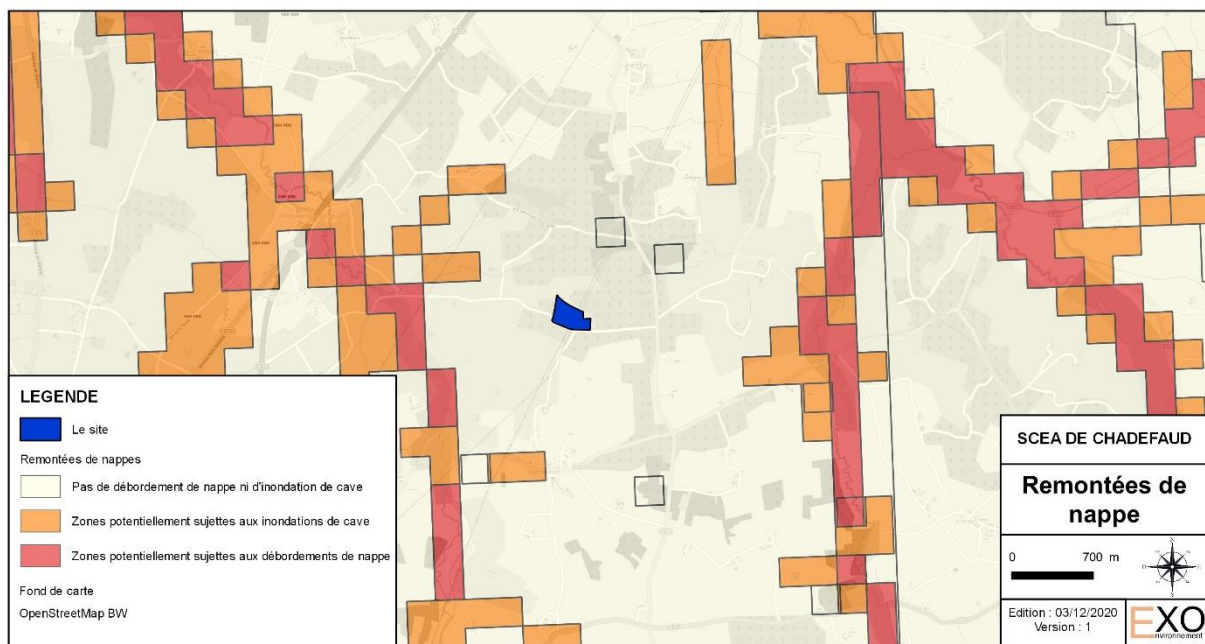 LEGENDE
Le site
Remontées de nappes
Pas de débordement de nappe ni d'inondation de cave
Zones potentiellement sujettes aux inondations de cave
Zones potentiellement sujettes aux débordements de nappe
Fond de carte
OpenStreetMap BW
SCEA DE CHADEFAUD
Remontées de
nappe
0 700 m
Edition : 03/12/2020
Version : 1
EXO
nvironnement